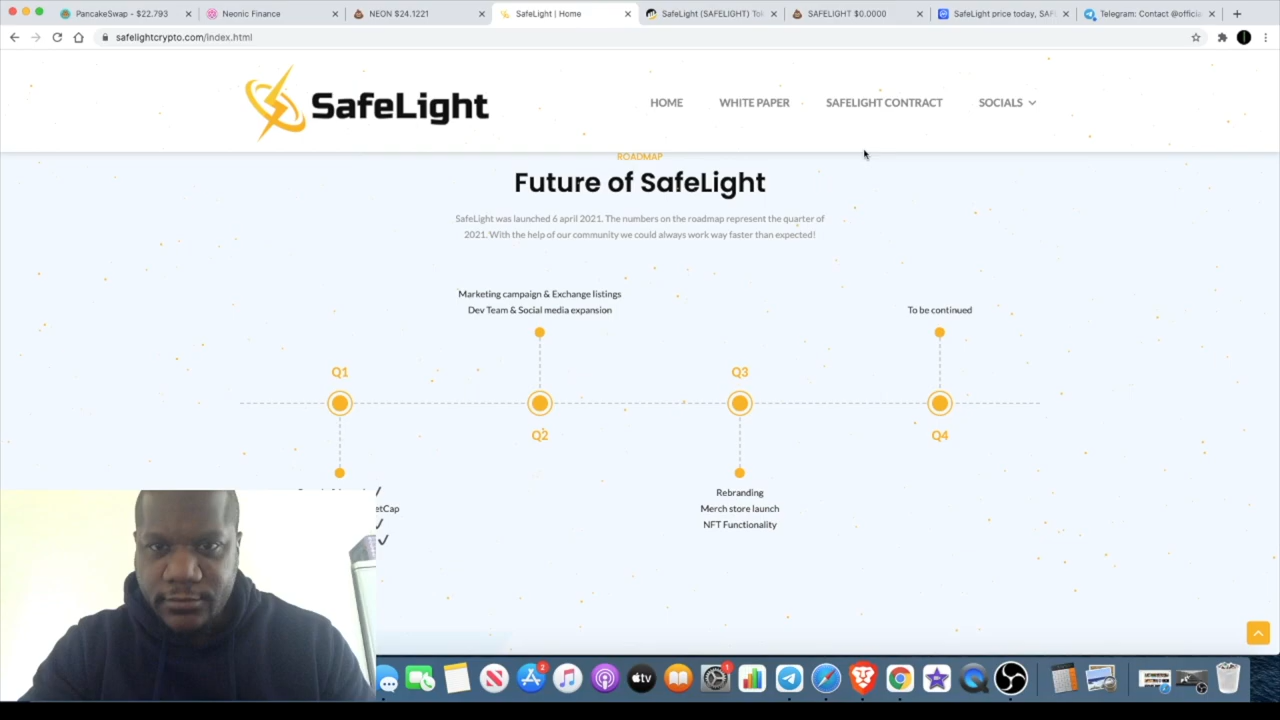 PancakeSwap - $22.793
Neonic Finance
NEON $24.1221
SafeLight | Home
SafeLight (SAFELIGHT) Tok
SAFELIGHT $0.0000
SafeLight price today, SAF
Telegram: Contact @officia
safelightcrypto.com/index.html
SafeLight
HOME
WHITE PAPER
SAFELIGHT CONTRACT
SOCIALS
ROADMAP
Future of SafeLight
SafeLight was launched 6 april 2021. The numbers on the roadmap represent the quarter of
2021. With the help of our community we could always work way faster than expected!
Marketing campaign & Exchange listings
Dev Team & Social media expansion
To be continued
Q1
Q3
Q2
Q4
etCap
Rebranding
Merch store launch
NFT Functionality
2
1
tv